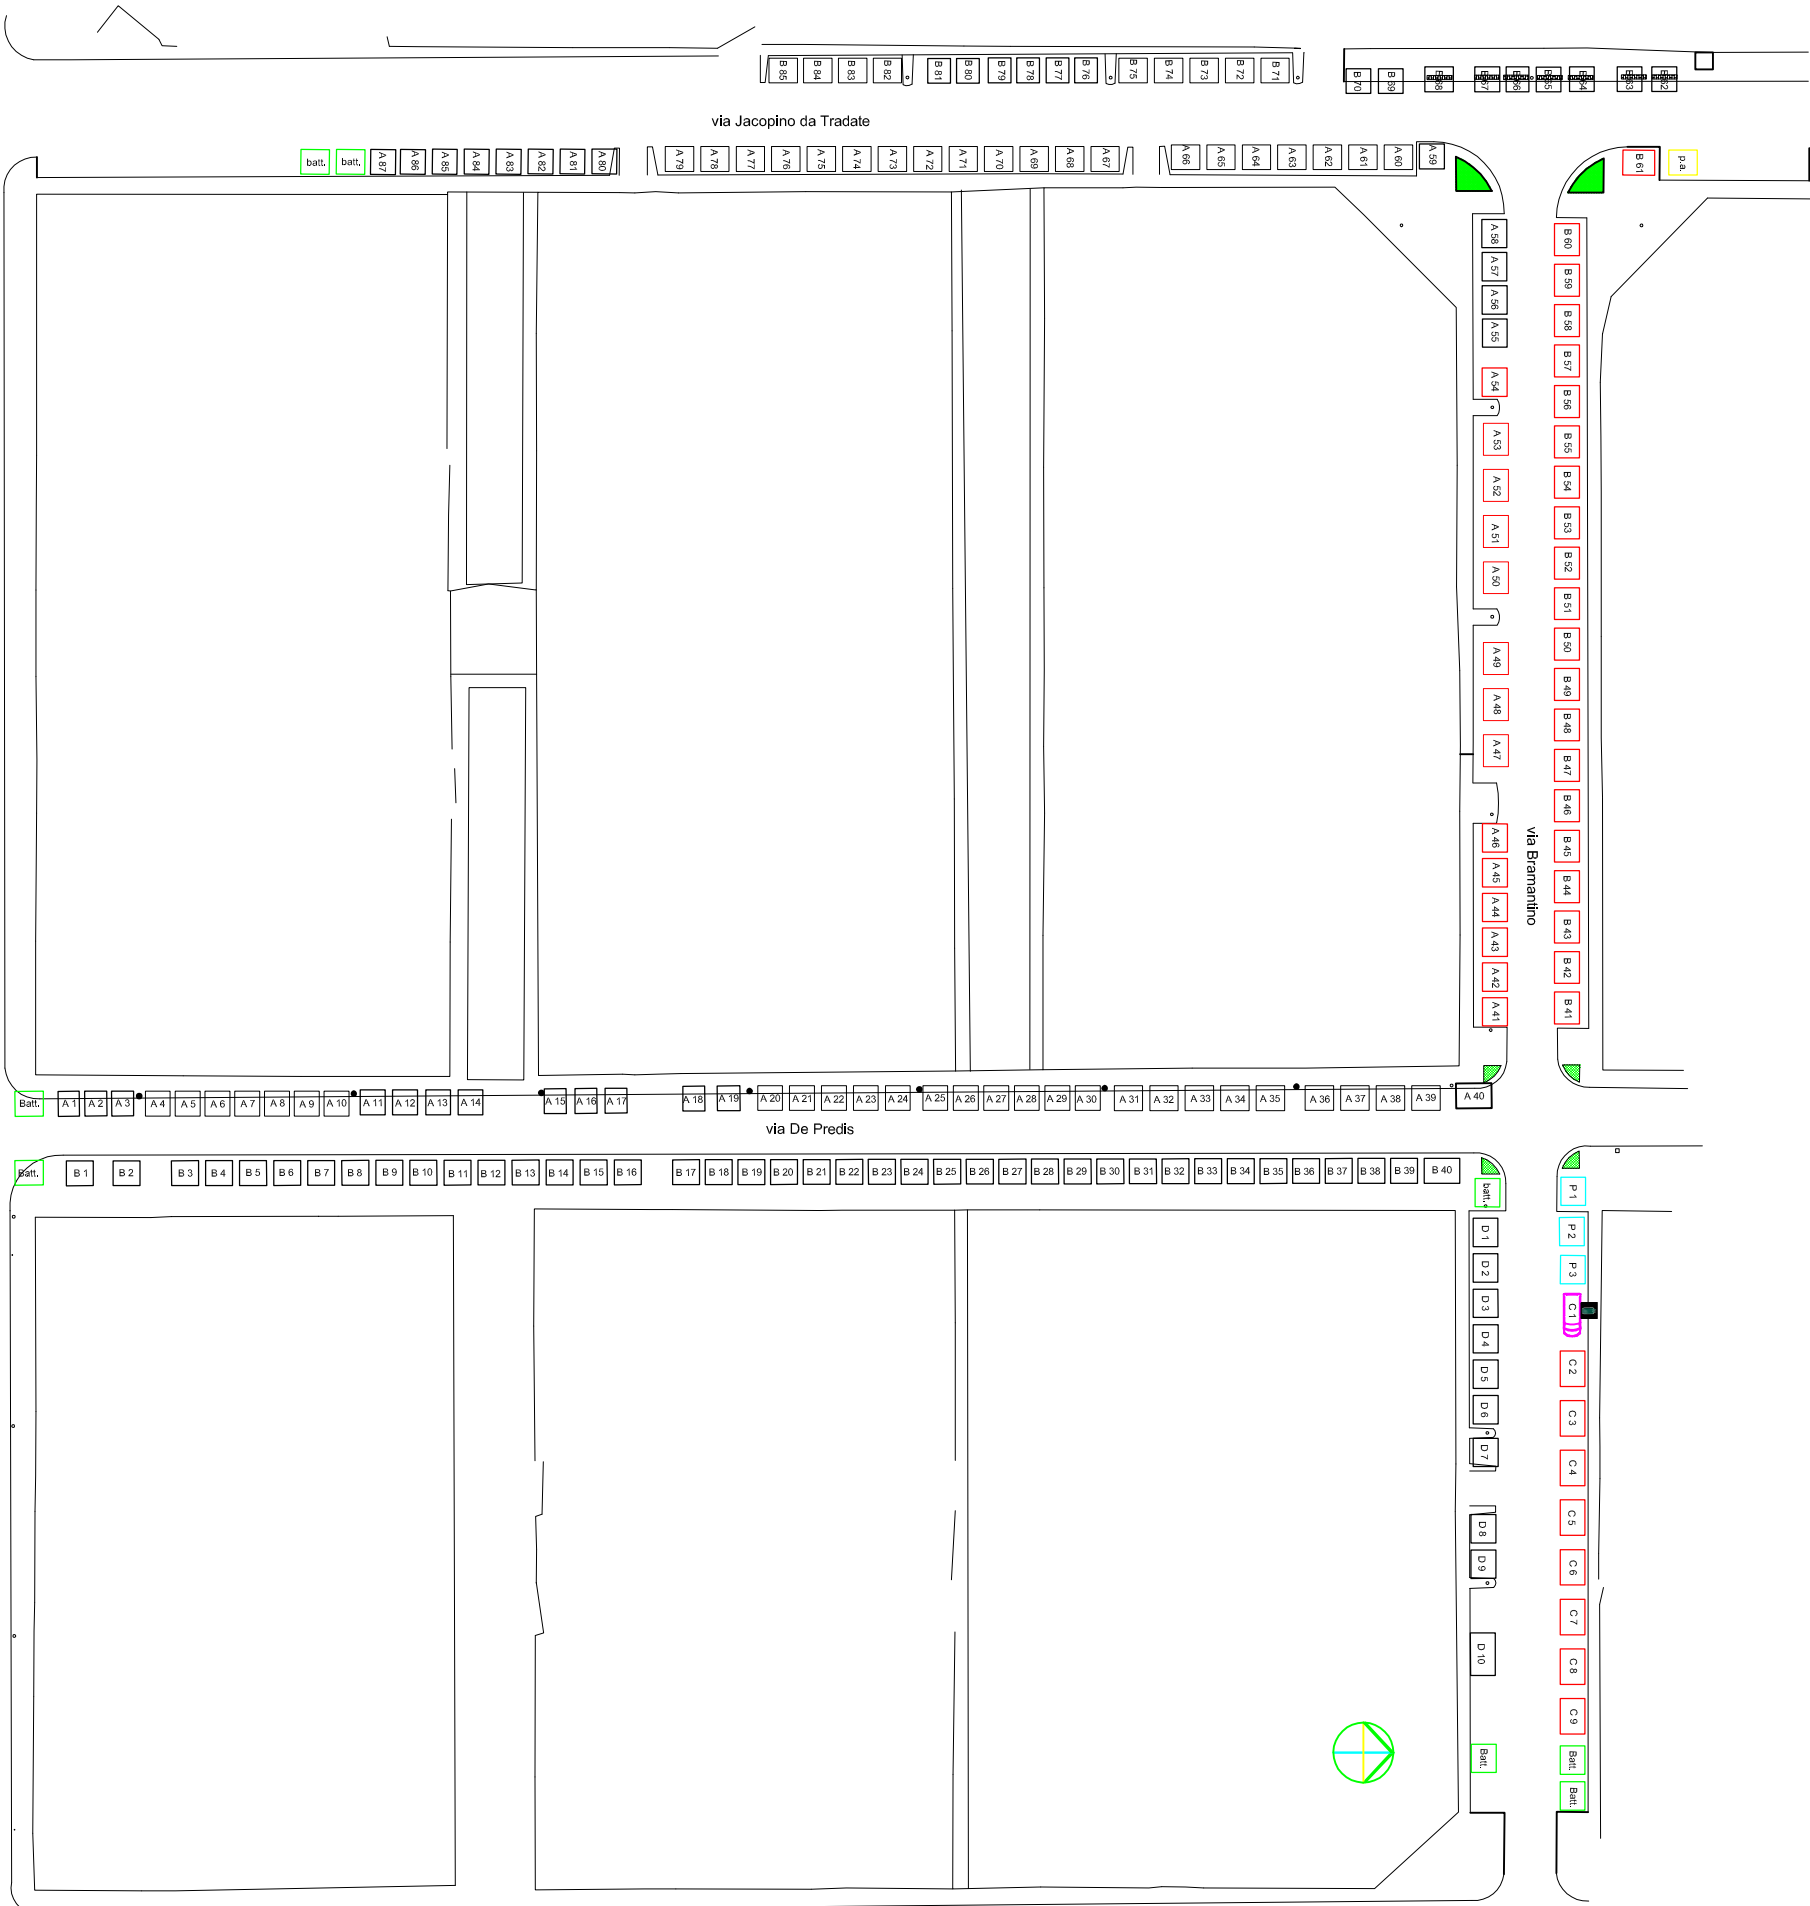 B 85
B 84
B 83
B 82
B 81
B 80
B 79
B 78
B 77
B 76
B 75
B 74
B 73
B 72
B 71
B 70
B 69
via Jacopino da Tradate
batt.
batt.
A 87
A 86
A 85
A 84
A 83
A 82
A 81
A 80
A 79
A 78
A 77
A 76
A 75
A 74
A 73
A 72
A 71
A 70
A 69
A 68
A 67
A 66
A 65
A 64
A 63
A 62
A 61
A 60
A 59
B 61
p.a.
A 58
A 57
A 56
A 55
A 54
A 53
A 52
A 51
A 50
A 49
A 48
A 47
A 46
A 45
A 44
A 43
A 42
A 41
via Bramantino
B 60
B 59
B 58
B 57
B 56
B 55
B 54
B 53
B 52
B 51
B 50
B 49
B 48
B 47
B 46
B 45
B 44
B 43
B 42
B 41
Batt.
A 1
A 2
A 3
A 4
A 5
A 6
A 7
A 8
A 9
A 10
A 11
A 12
A 13
A 14
A 15
A 16
A 17
A 18
A 19
A 20
A 21
A 22
A 23
A 24
A 25
A 26
A 27
A 28
A 29
A 30
A 31
A 32
A 33
A 34
A 35
A 36
A 37
A 38
A 39
A 40
via De Predis
Batt.
B 1
B 2
B 3
B 4
B 5
B 6
B 7
B 8
B 9
B 10
B 11
B 12
B 13
B 14
B 15
B 16
B 17
B 18
B 19
B 20
B 21
B 22
B 23
B 24
B 25
B 26
B 27
B 28
B 29
B 30
B 31
B 32
B 33
B 34
B 35
B 36
B 37
B 38
B 39
B 40
batt.
D 1
D 2
D 3
D 4
D 5
D 6
D 7
D 8
D 9
D 10
Batt.
P 1
P 2
P 3
C 1
C 2
C 3
C 4
C 5
C 6
C 7
C 8
C 9
Batt.
Batt.